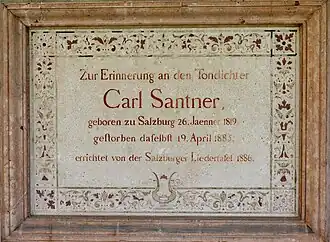 Zur Erinnerung an den Tondichter
Carl Santner,
geboren zu Salzburg 26. Jaenner 1819.
gestorben daselbst 19. April 1885.
errichtet von der Salzburger Liedertafel 1886.